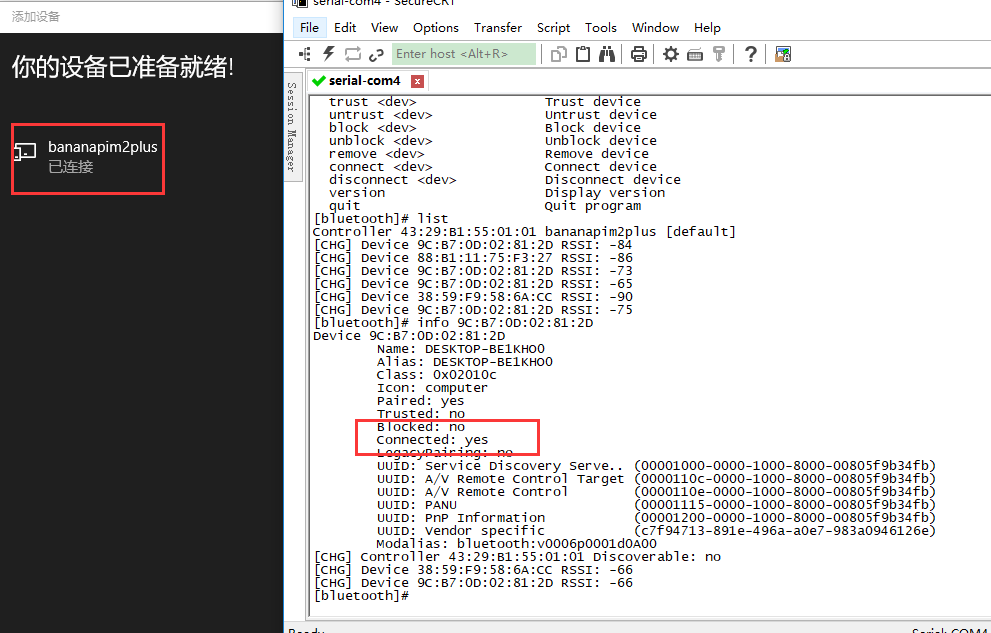 添加设备
你的设备已准备就绪!
bananapim2plus
已连接
serial-com4 - SecureCRT
File Edit View Options Transfer Script Tools Window Help
Enter host <Alt+R>
Session Manager
serial-com4
trust <dev> Trust device
untrust <dev> Untrust device
block <dev> Block device
unblock <dev> Unblock device
remove <dev> Remove device
connect <dev> Connect device
disconnect <dev> Disconnect device
version Display version
quit Quit program
[bluetooth]# list
Controller 43:29:B1:55:01:01 bananapim2plus [default]
[CHG] Device 9C:B7:0D:02:81:2D RSSI: -84
[CHG] Device 88:B1:11:75:F3:27 RSSI: -86
[CHG] Device 9C:B7:0D:02:81:2D RSSI: -73
[CHG] Device 9C:B7:0D:02:81:2D RSSI: -65
[CHG] Device 38:59:F9:58:6A:CC RSSI: -90
[CHG] Device 9C:B7:0D:02:81:2D RSSI: -75
[bluetooth]# info 9C:B7:0D:02:81:2D
Device 9C:B7:0D:02:81:2D
Name: DESKTOP-BE1KHO0
Alias: DESKTOP-BE1KHO0
Class: 0x02010c
Icon: computer
Paired: yes
Trusted: no
Blocked: no
Connected: yes
LegacyPairing: no
UUID: Service Discovery Serve.. (00001000-0000-1000-8000-00805f9b34fb)
UUID: A/V Remote Control Target (0000110c-0000-1000-8000-00805f9b34fb)
UUID: A/V Remote Control (0000110e-0000-1000-8000-00805f9b34fb)
UUID: PANU (00001115-0000-1000-8000-00805f9b34fb)
UUID: PnP Information (00001200-0000-1000-8000-00805f9b34fb)
UUID: Vendor specific (c7f94713-891e-496a-a0e7-983a0946126e)
Modalias: bluetooth:v0006p0001d0A00
[CHG] Controller 43:29:B1:55:01:01 Discoverable: no
[CHG] Device 38:59:F9:58:6A:CC RSSI: -66
[CHG] Device 9C:B7:0D:02:81:2D RSSI: -66
[bluetooth]#
Ready Serial: COM4